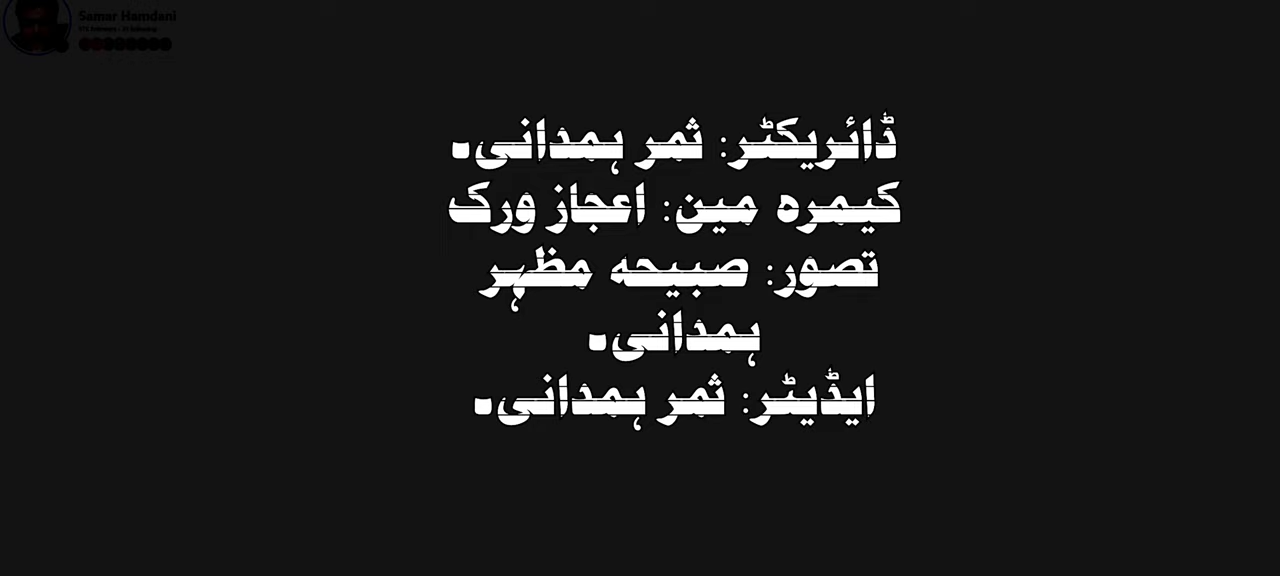 Samar Hamdani
ڈائریکٹر: ثمر ہمدانی۔
کیمرہ مین: اعجاز ورک
تصور: صبیحہ مظہر
ہمدانی۔
ایڈیٹر: ثمر ہمدانی۔